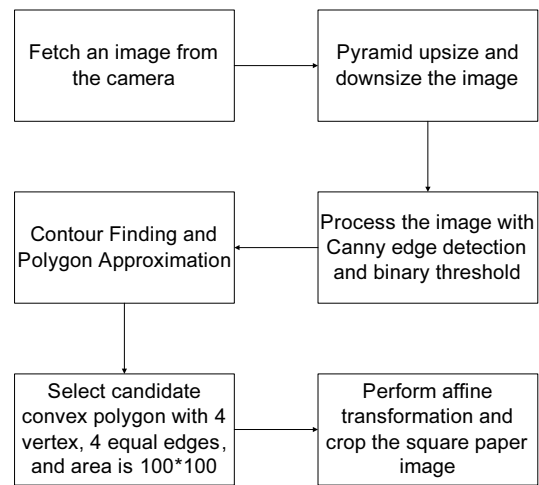 Fetch an image from
the camera
Pyramid upsize and
downsize the image
Process the image with
Canny edge detection
and binary threshold
Contour Finding and
Polygon Approximation
Select candidate
convex polygon with 4
vertex, 4 equal edges,
and area is 100*100
Perform affine
transformation and
crop the square paper
image